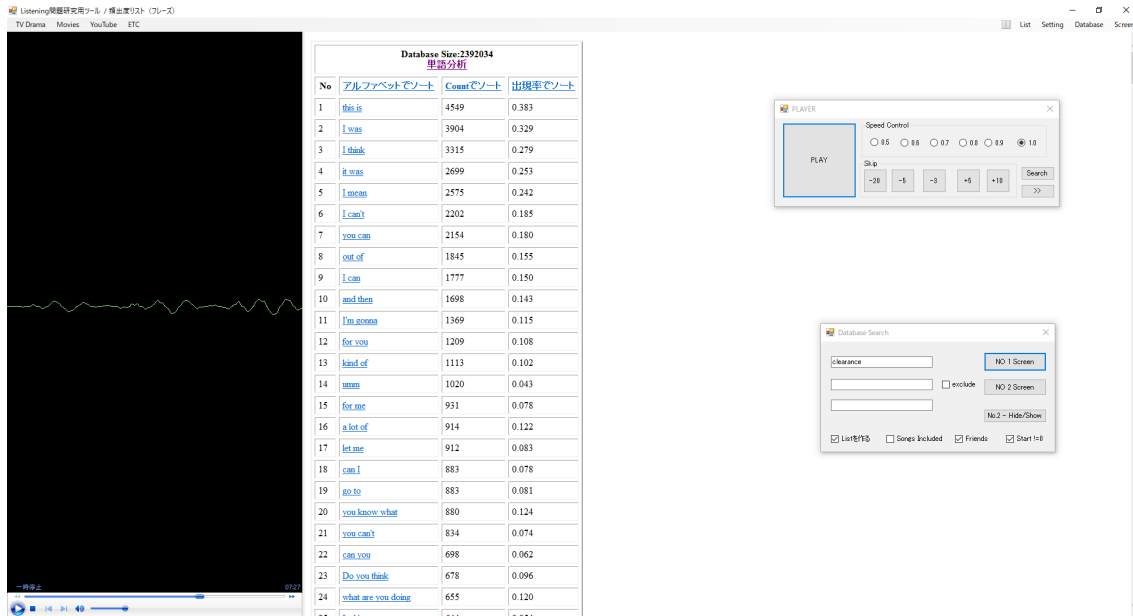 Listening問題研究用ツール / 頻出度リスト (フレーズ)
TV Drama Movies YouTube ETC
List Setting Database Screen
Database Size:2392034
単語分析
No アルファベットでソート Countでソート 出現率でソート
1 this is 4549 0.383
2 I was 3904 0.329
3 I think 3315 0.279
4 it was 2699 0.253
5 I mean 2575 0.242
6 I can't 2202 0.185
7 you can 2154 0.180
8 out of 1845 0.155
9 I can 1777 0.150
10 and then 1698 0.143
11 I'm gonna 1369 0.115
12 for you 1209 0.108
13 kind of 1113 0.102
14 umm 1020 0.043
15 for me 931 0.078
16 a lot of 914 0.122
17 let me 912 0.083
18 can I 883 0.078
19 go to 883 0.081
20 you know what 880 0.124
21 you can't 834 0.074
22 can you 698 0.062
23 Do you think 678 0.096
24 what are you doing 655 0.120
一時停止 07:27
PLAYER
Speed Control
0.5 0.6 0.7 0.8 0.9 1.0
PLAY
Skip
-20 -5 -3 +5 +10
Search
>>
Database Search
clearance
NO 1 Screen
exclude
NO 2 Screen
No.2 - Hide/Show
Listを作る Songs Included Friends Start !=0